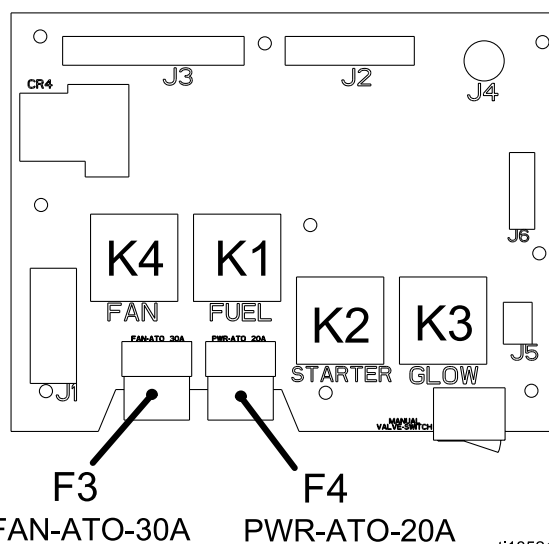 J3
J2
J4
CR4
J6
K4
K1
FAN
FUEL
K2
K3
J5
FAN-ATO 30A
PWR-ATO 20A
STARTER
GLOW
J1
MANUAL
VALVE-SWITCH
F3
F4
FAN-ATO-30A
PWR-ATO-20A